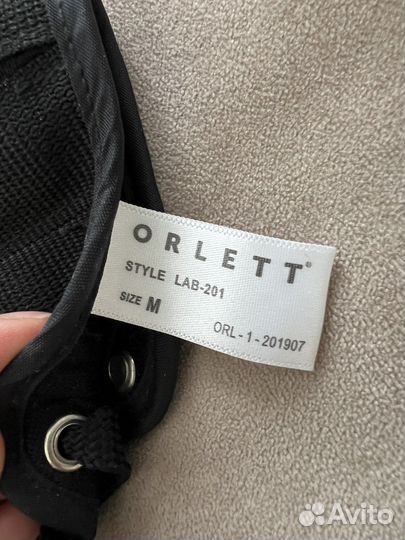 ORLETT®
STYLE LAB-201
SIZE M
ORL-1-201907
Avito